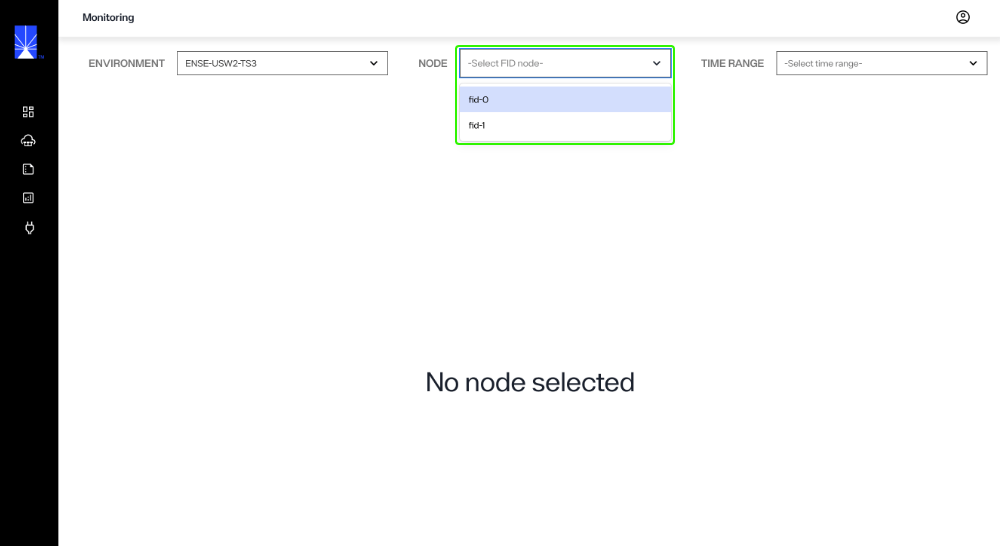 Monitoring
ENVIRONMENT
ENSE-USW2-TS3
NODE
-Select FID node-
TIME RANGE
-Select time range-
fid-0
fid-1
No node selected